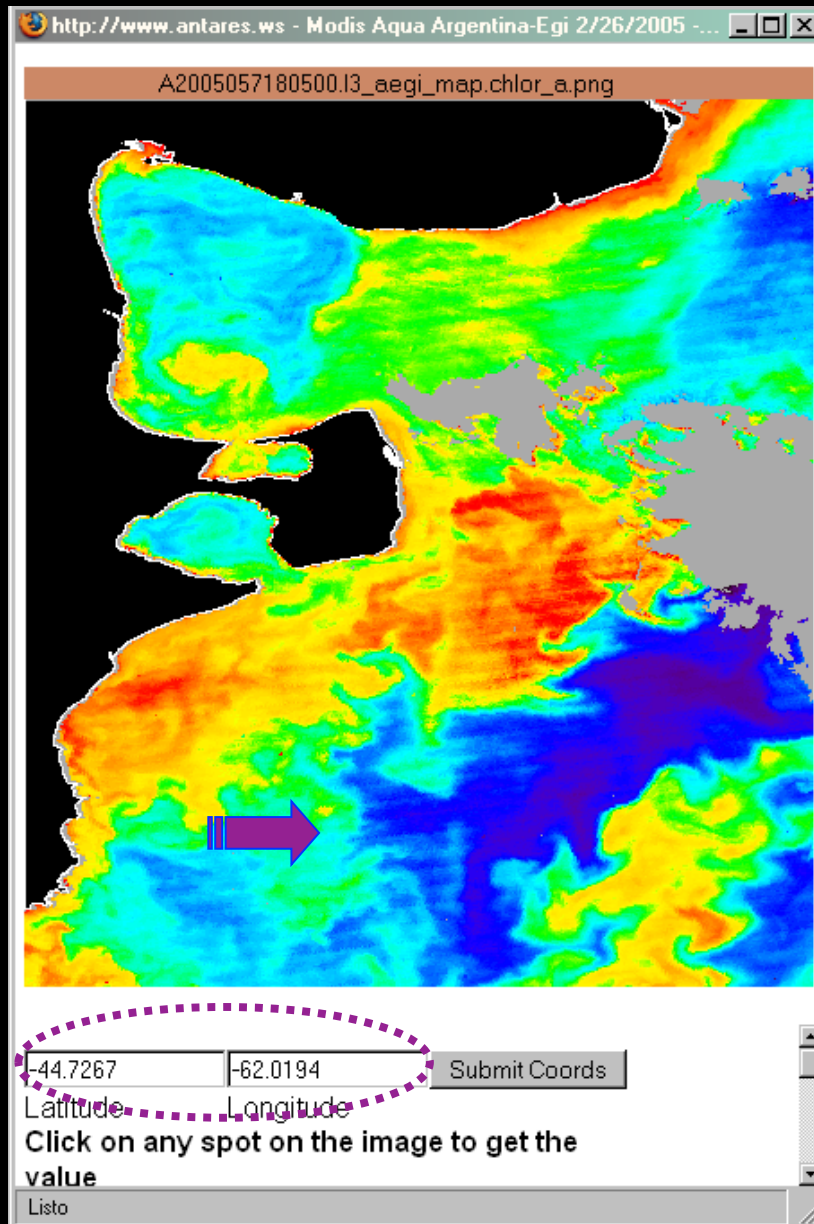 http://www.antares.ws - Modis Aqua Argentina-Egi 2/26/2005 -...
A2005057180500.l3_aegi_map.chlor_a.png
-44.7267 -62.0194 Submit Coords
Latitude Longitude
Click on any spot on the image to get the
value
Listo